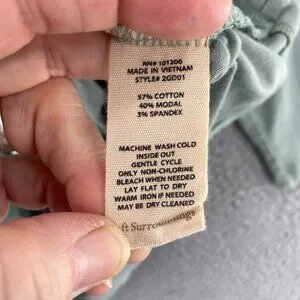 RN# 101206
MADE IN VIETNAM
STYLE# 2GD01
57% COTTON
40% MODAL
3% SPANDEX
MACHINE WASH COLD
INSIDE OUT
GENTLE CYCLE
ONLY NON-CHLORINE
BLEACH WHEN NEEDED
LAY FLAT TO DRY
WARM IRON IF NEEDED
MAY BE DRY CLEANED
ft Surroundings